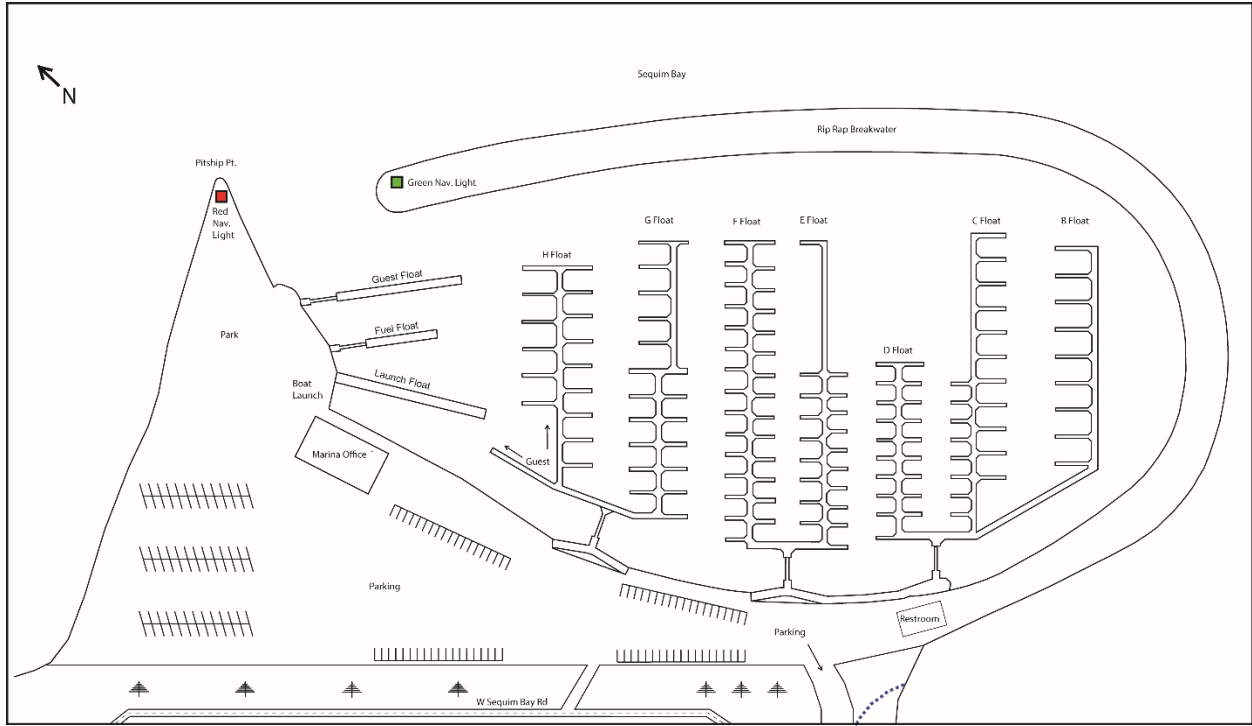 Sequim Bay
N
Rip Rap Breakwater
Pitship Pt.
Green Nav. Light
Red
Nav.
Light
G Float
F Float
E Float
C Float
B Float
H Float
Guest Float
Park
Fuel Float
D Float
Launch Float
Boat
Launch
Marina Office
Guest
Parking
Restroom
Parking
W Sequim Bay Rd